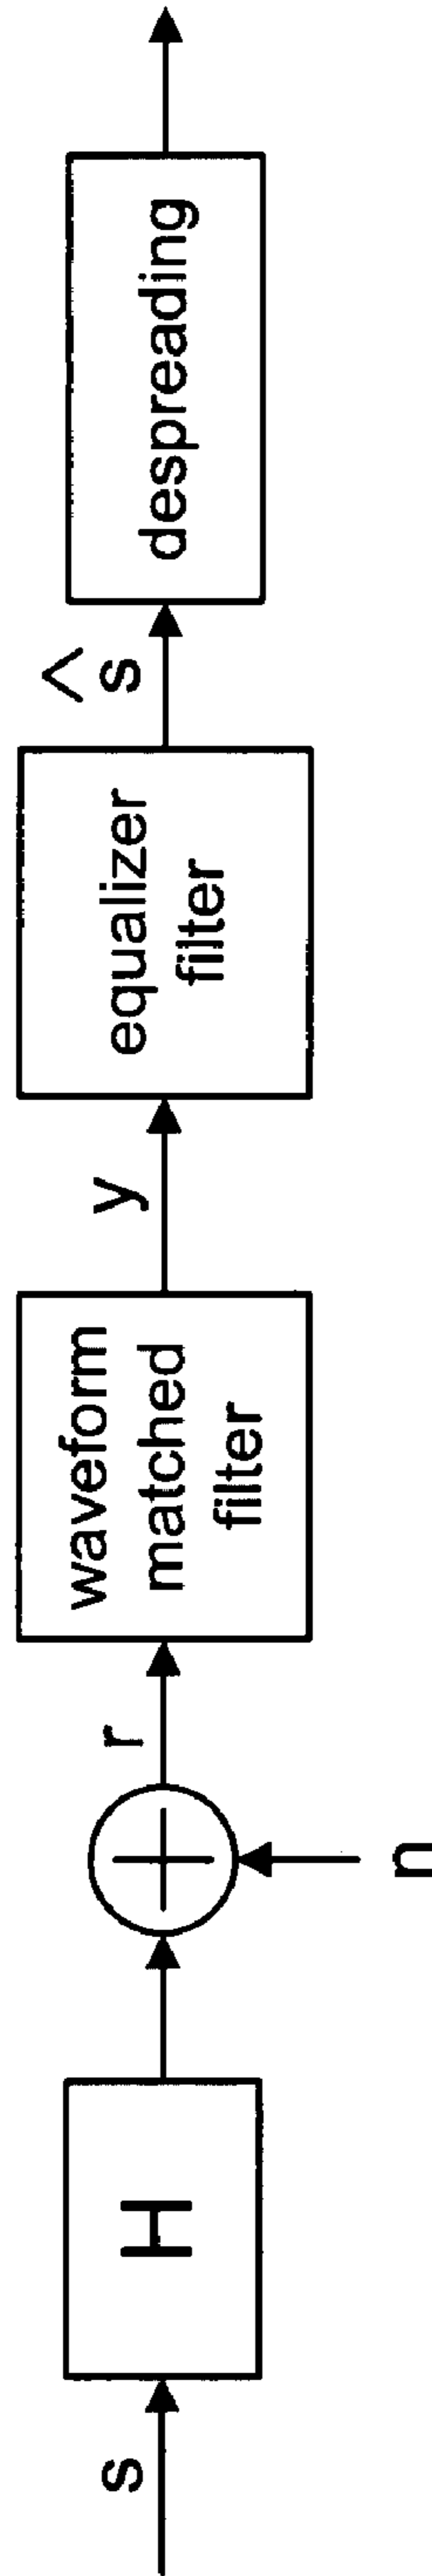 s
H
n
r
waveform
matched
filter
y
equalizer
filter
ŝ
despreading